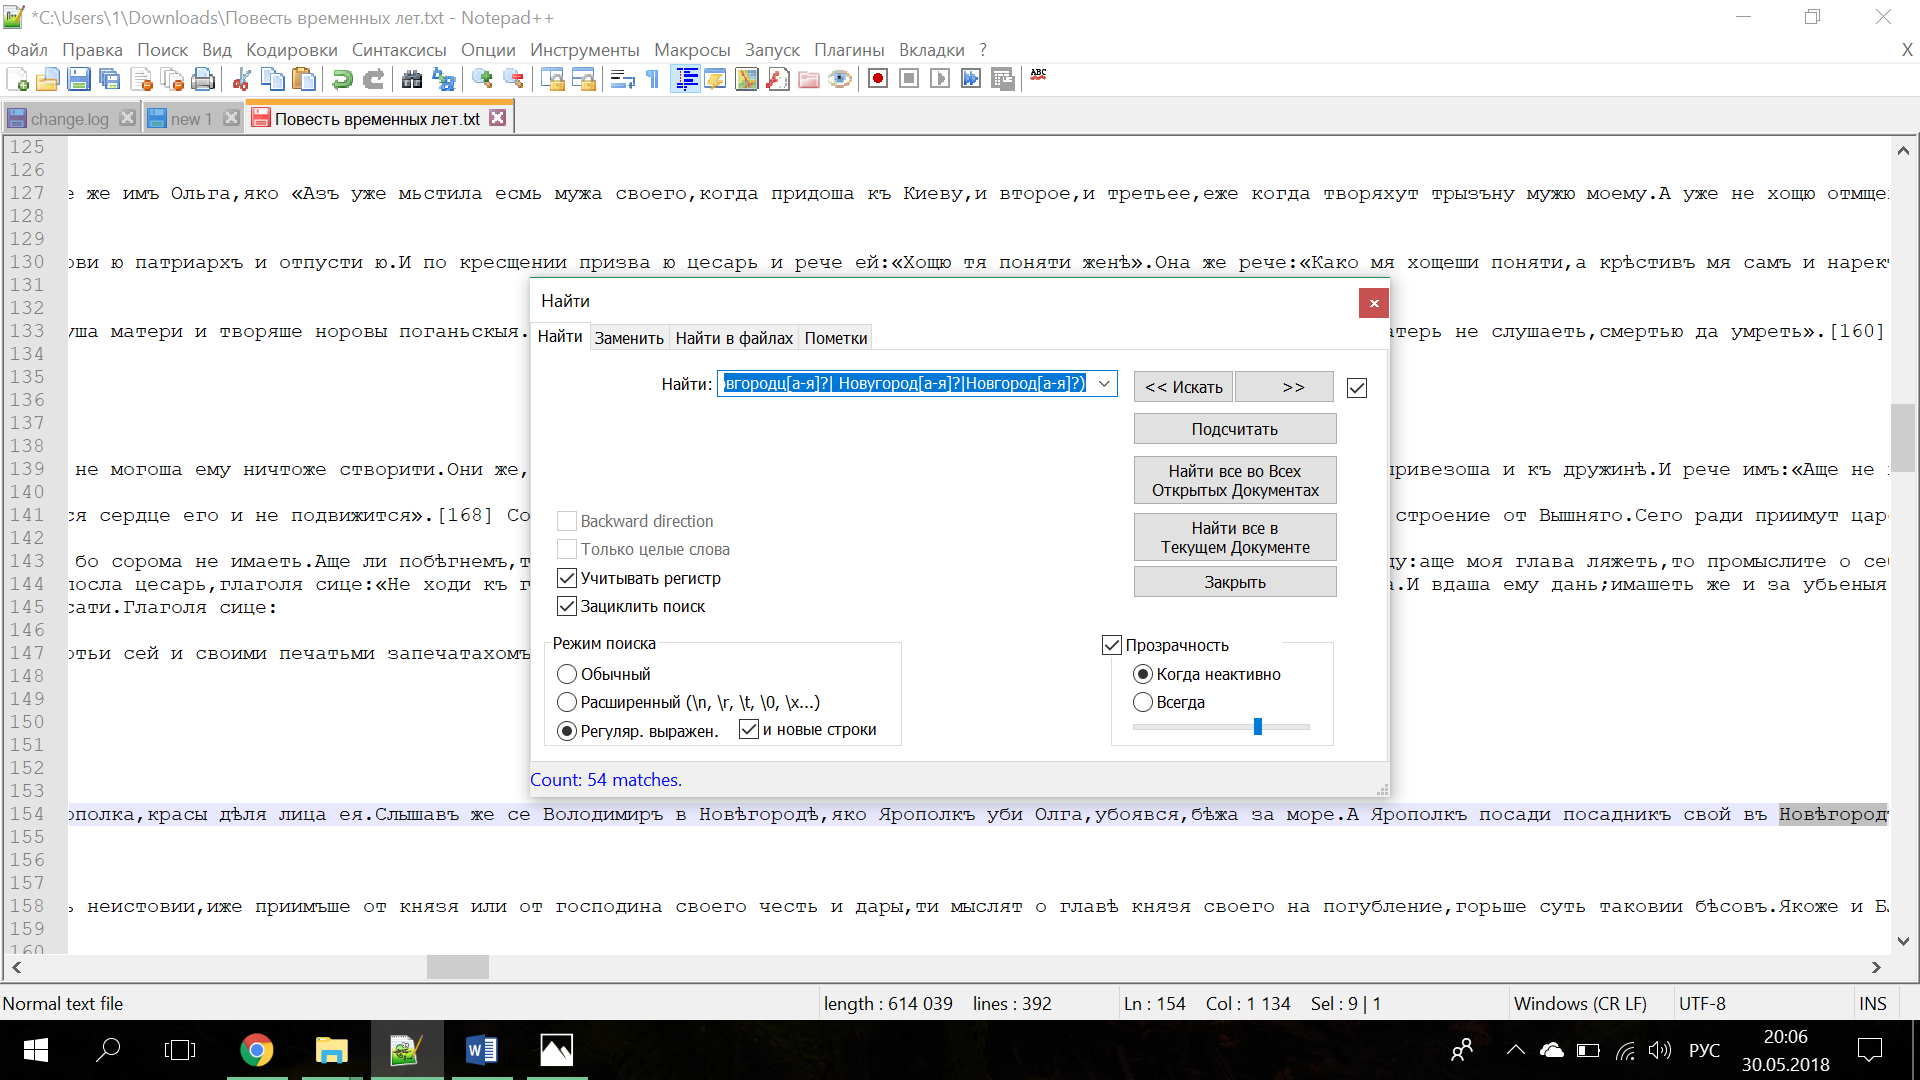 *C:\Users\1\Downloads\Повесть временных лет.txt - Notepad++
Файл Правка Поиск Вид Кодировки Синтаксисы Опции Инструменты Макросы Запуск Плагины Вкладки ? X
ABC
change.log new 1 Повесть временных лет.txt
125
126
127 е же имъ Ольга,яко «Азъ уже мьстила есмь мужа своего,когда придоша къ Киеву,и второе,и третьее,еже когда творяхут трызъну мужю моему.А уже не хощю отмще
128
129
130 ови ю патриархъ и отпусти ю.И по кресщении призва ю цесарь и рече ей:«Хощю тя поняти женѣ».Она же рече:«Како мя хощеши поняти,а крѣстивъ мя самъ и нарек
131
132
133 уша матери и творяше норовы поганьскыя. атерь не слушаеть,смертью да умреть».[160]
134
135
136
137
138
139 не могоша ему ничтоже створити.Они же, привезоша и къ дружинѣ.И рече имъ:«Аще не
140
141 ся сердце его и не подвижится».[168] Со строение от Вышняго.Сего ради приимут цар
142
143 бо сорома не имаеть.Аще ли побѣгнемъ,т ду:аще моя глава ляжеть,то промыслите о се
144 посла цесарь,глаголя сице:«Не ходи къ г а.И вдаша ему дань;имашеть же и за убьеныя
145 сати.Глаголя сице:
146
147 отьи сей и своими печатьми запечатахомъ
148
149
150
151
152
153
154 ополка,красы дѣля лица ея.Слышавъ же се Володимиръ в Новѣгородѣ,яко Ярополкъ уби Олга,убоявся,бѣжа за море.А Ярополкъ посади посадникъ свой въ Новѣгород
155
156
157
158 ь неистовии,иже приимъше от князя или от господина своего честь и дары,ти мыслят о главѣ князя своего на погубление,горьше суть таковии бѣсовъ.Якоже и Б
159
160
Найти
Найти Заменить Найти в файлах Пометки
Найти: овгородц[а-я]?| Новугород[а-я]?|Новгород[а-я]?)
<< Искать >>
Подсчитать
Найти все во Всех
Открытых Документах
Найти все в
Текущем Документе
Закрыть
Backward direction
Только целые слова
Учитывать регистр
Зациклить поиск
Режим поиска
Обычный
Расширенный (\n, \r, \t, \0, \x...)
Регуляр. выражен. и новые строки
Прозрачность
Когда неактивно
Всегда
Count: 54 matches.
Normal text file length : 614 039 lines : 392 Ln : 154 Col : 1 134 Sel : 9 | 1 Windows (CR LF) UTF-8 INS
РУС
20:06
30.05.2018